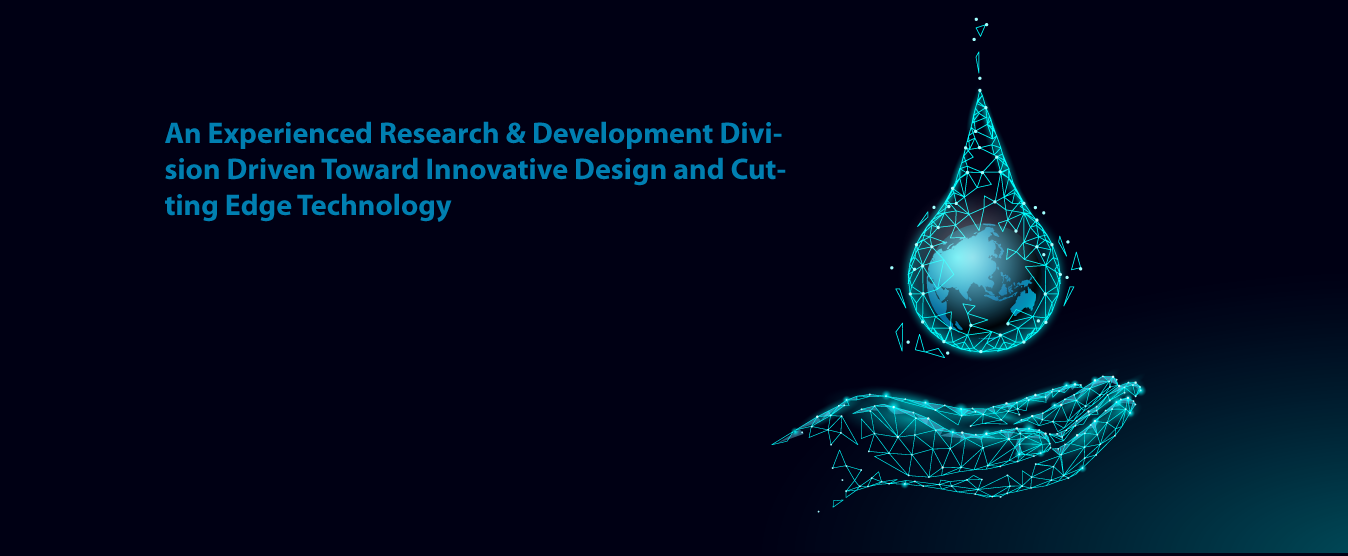 An Experienced Research & Development Divi-
sion Driven Toward Innovative Design and Cut-
ting Edge Technology